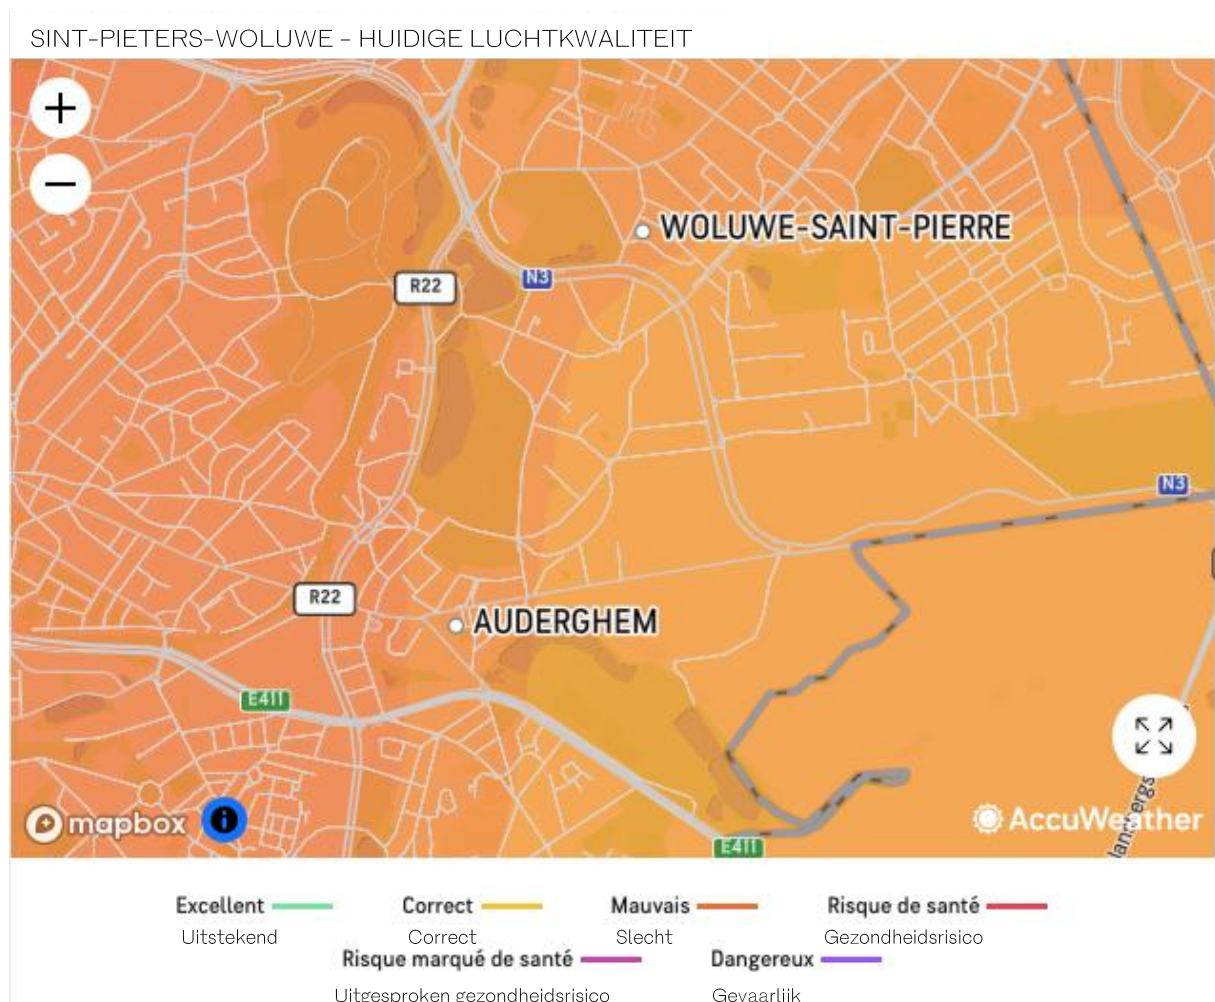 SINT-PIETERS-WOLUWE - HUIDIGE LUCHTKWALITEIT
+
−
WOLUWE-SAINT-PIERRE
R22
N3
N3
R22
AUDERGHEM
E411
mapbox
i
AccuWeather
E411
Excellent
Correct
Mauvais
Risque de santé
Uitstekend
Correct
Slecht
Gezondheidsrisico
Risque marqué de santé
Dangereux
Uitgesproken gezondheidsrisico
Gevaarlijk